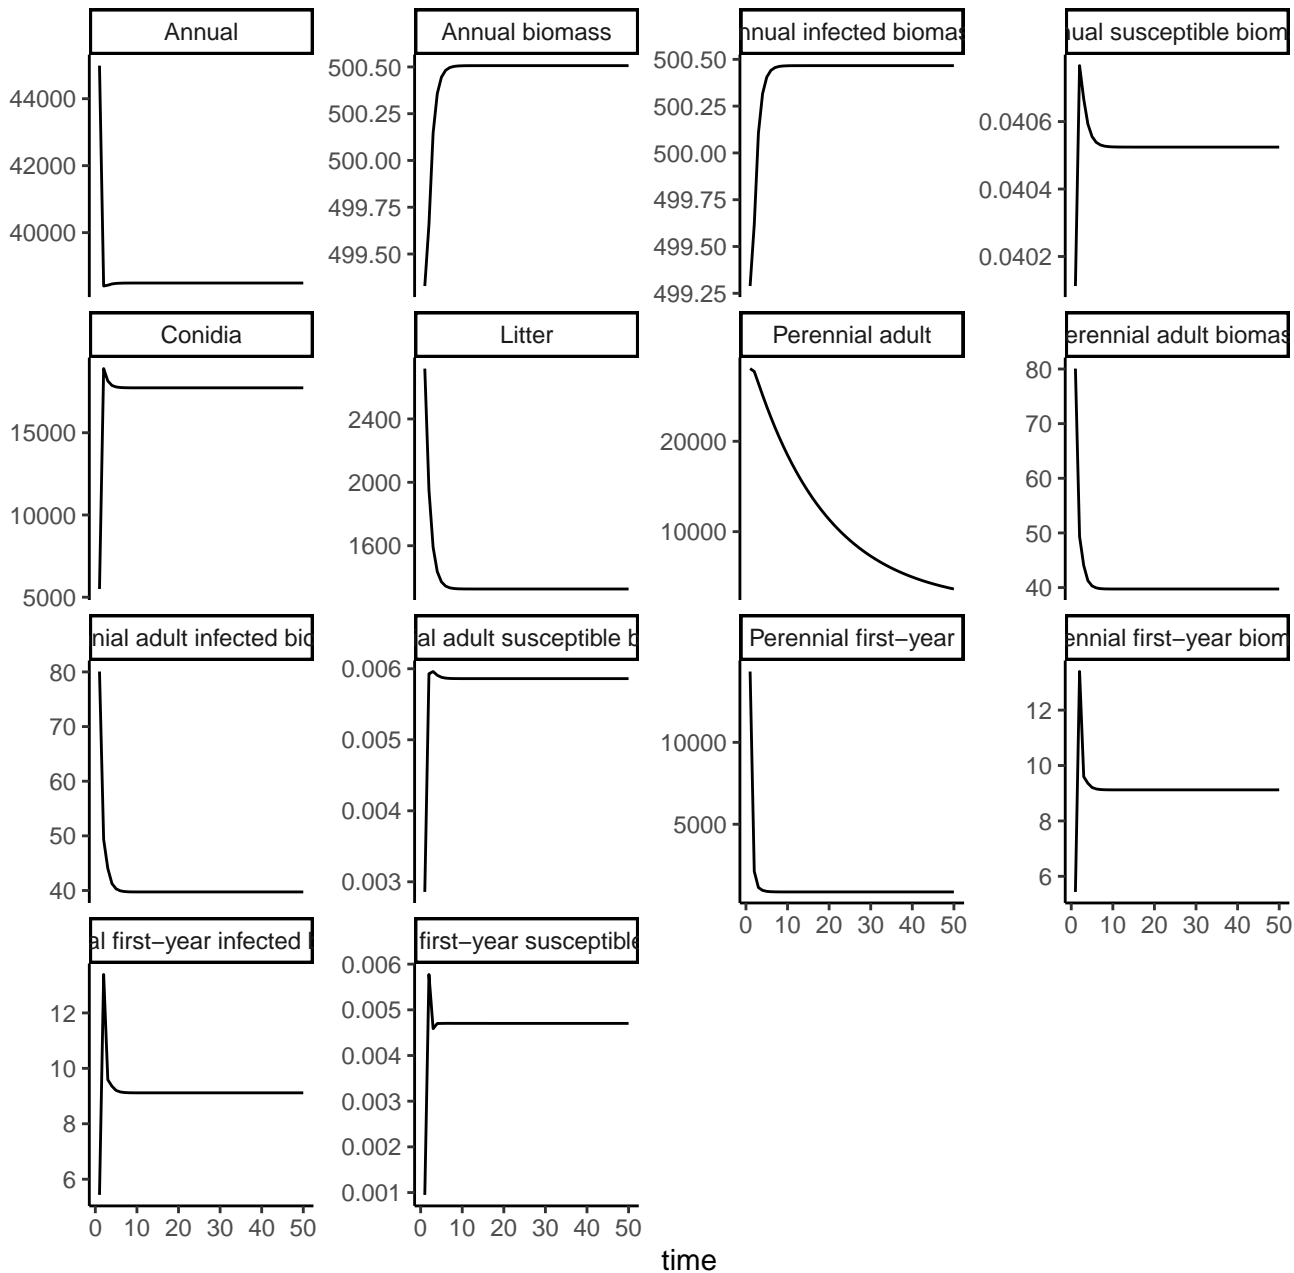 Annual
Annual biomass
nnual infected biomas
ual susceptible biom
44000
42000
40000
500.50
500.25
500.00
499.75
499.50
500.50
500.25
500.00
499.75
499.50
499.25
0.0406
0.0404
0.0402
Conidia
Litter
Perennial adult
erennial adult biomas
15000
10000
5000
2400
2000
1600
20000
10000
80
70
60
50
40
nial adult infected bio
al adult susceptible b
Perennial first−year
ennial first−year biom
80
70
60
50
40
0.006
0.005
0.004
0.003
10000
5000
12
10
8
6
0 10 20 30 40 50
0 10 20 30 40 50
al first−year infected
first−year susceptible
12
10
8
6
0.006
0.005
0.004
0.003
0.002
0.001
0 10 20 30 40 50
0 10 20 30 40 50
time